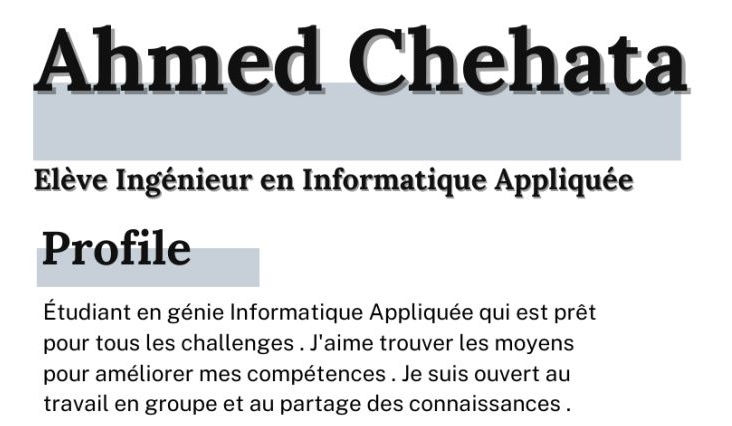 Ahmed Chehata
Elève Ingénieur en Informatique Appliquée
Profile
Étudiant en génie Informatique Appliquée qui est prêt
pour tous les challenges . J'aime trouver les moyens
pour améliorer mes compétences . Je suis ouvert au
travail en groupe et au partage des connaissances .